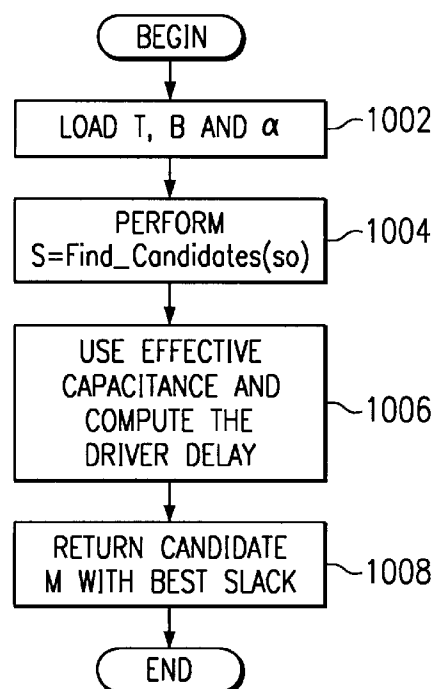 BEGIN
LOAD T, B AND α
1002
PERFORM
S=Find_Candidates(so)
1004
USE EFFECTIVE
CAPACITANCE AND
COMPUTE THE
DRIVER DELAY
1006
RETURN CANDIDATE
M WITH BEST SLACK
1008
END